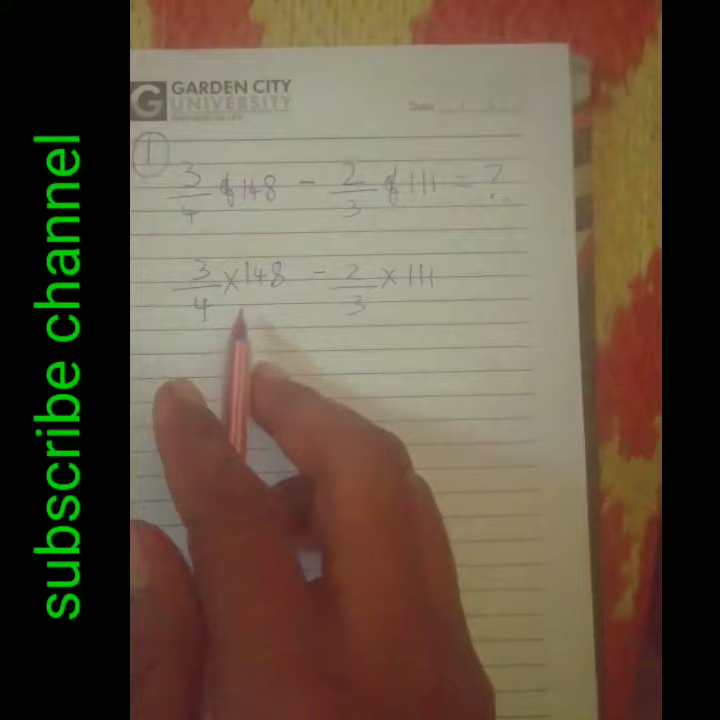 subscribe channel
G GARDEN CITY
UNIVERSITY
Date
1
3/4 of 148 - 2/3 of 111 = ?
3/4 x 148 - 2/3 x 111